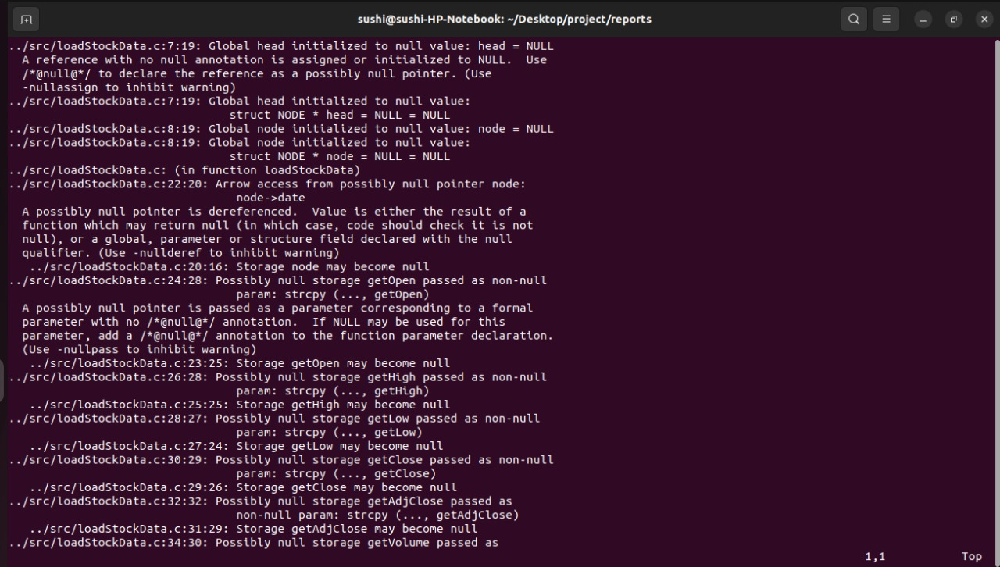 sushi@sushi-HP-Notebook: ~/Desktop/project/reports
../src/loadStockData.c:7:19: Global head initialized to null value: head = NULL
  A reference with no null annotation is assigned or initialized to NULL.  Use
  /*@null@*/ to declare the reference as a possibly null pointer. (Use
  -nullassign to inhibit warning)
../src/loadStockData.c:7:19: Global head initialized to null value:
                                struct NODE * head = NULL = NULL
../src/loadStockData.c:8:19: Global node initialized to null value: node = NULL
../src/loadStockData.c:8:19: Global node initialized to null value:
                                struct NODE * node = NULL = NULL
../src/loadStockData.c: (in function loadStockData)
../src/loadStockData.c:22:20: Arrow access from possibly null pointer node:
                                 node->date
  A possibly null pointer is dereferenced.  Value is either the result of a
  function which may return null (in which case, code should check it is not
  null), or a global, parameter or structure field declared with the null
  qualifier. (Use -nullderef to inhibit warning)
   ../src/loadStockData.c:20:16: Storage node may become null
../src/loadStockData.c:24:28: Possibly null storage getOpen passed as non-null
                                 param: strcpy (..., getOpen)
  A possibly null pointer is passed as a parameter corresponding to a formal
  parameter with no /*@null@*/ annotation.  If NULL may be used for this
  parameter, add a /*@null@*/ annotation to the function parameter declaration.
  (Use -nullpass to inhibit warning)
   ../src/loadStockData.c:23:25: Storage getOpen may become null
../src/loadStockData.c:26:28: Possibly null storage getHigh passed as non-null
                                 param: strcpy (..., getHigh)
   ../src/loadStockData.c:25:25: Storage getHigh may become null
../src/loadStockData.c:28:27: Possibly null storage getLow passed as non-null
                                 param: strcpy (..., getLow)
   ../src/loadStockData.c:27:24: Storage getLow may become null
../src/loadStockData.c:30:29: Possibly null storage getClose passed as non-null
                                 param: strcpy (..., getClose)
   ../src/loadStockData.c:29:26: Storage getClose may become null
../src/loadStockData.c:32:32: Possibly null storage getAdjClose passed as
                                 non-null param: strcpy (..., getAdjClose)
   ../src/loadStockData.c:31:29: Storage getAdjClose may become null
../src/loadStockData.c:34:30: Possibly null storage getVolume passed as
1,1           Top